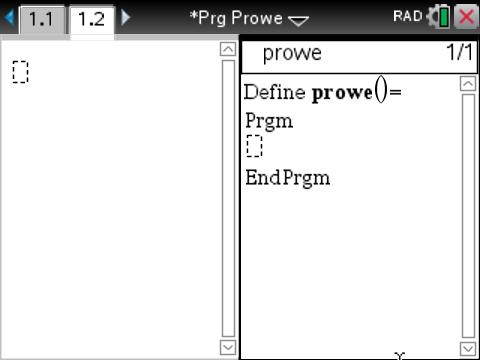 1.1 1.2 *Prg Prowe RAD
prowe 1/1
Define prowe()=
Prgm
EndPrgm